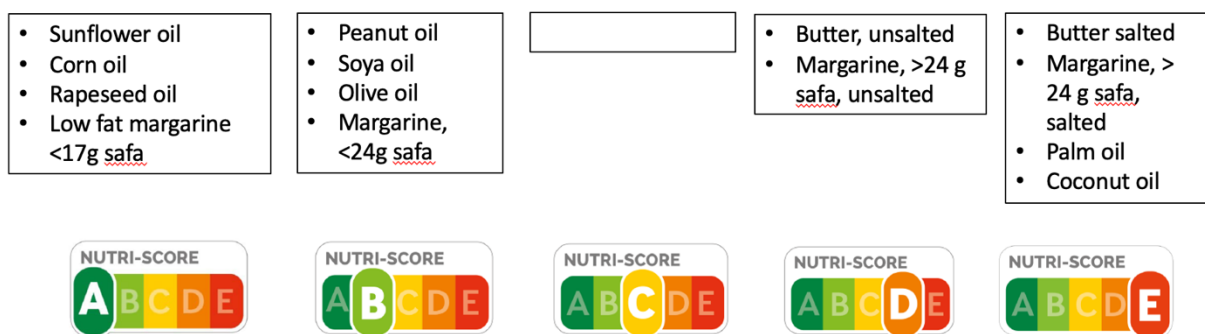 • Sunflower oil
• Corn oil
• Rapeseed oil
• Low fat margarine
<17g safa
• Peanut oil
• Soya oil
• Olive oil
• Margarine,
<24g safa
• Butter, unsalted
• Margarine, >24 g
safa, unsalted
• Butter salted
• Margarine, >
24 g safa,
salted
• Palm oil
• Coconut oil
NUTRI-SCORE
A B C D E
NUTRI-SCORE
A B C D E
NUTRI-SCORE
A B C D E
NUTRI-SCORE
A B C D E
NUTRI-SCORE
A B C D E